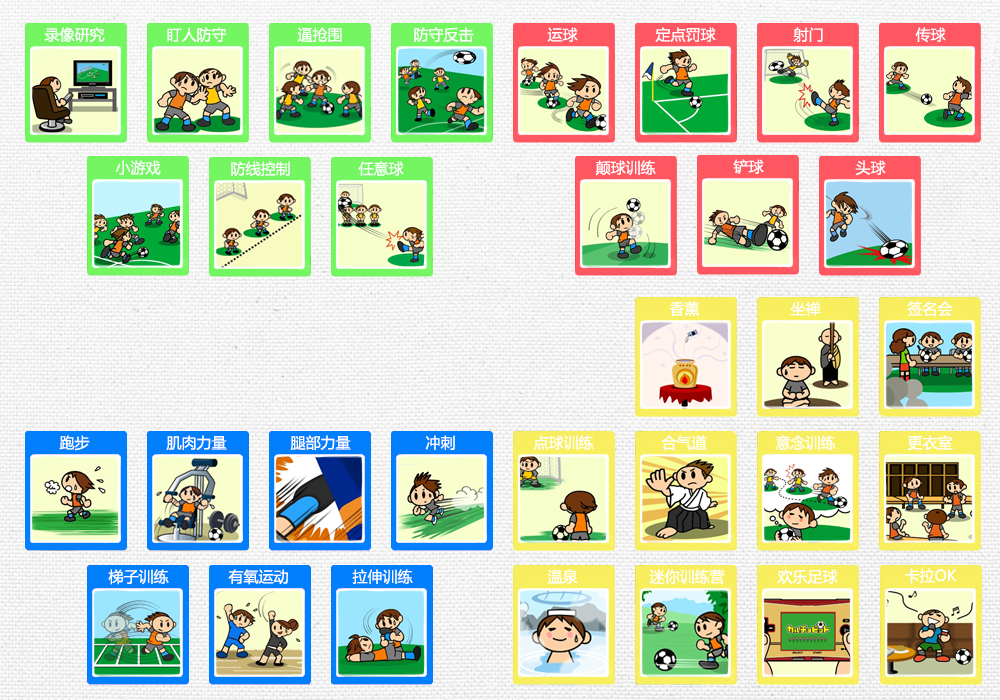 录像研究 盯人防守 逼抢围 防守反击 运球 定点罚球 射门 传球
小游戏 防线控制 任意球 颠球训练 铲球 头球
香薰 坐禅 签名会
跑步 肌肉力量 腿部力量 冲刺 点球训练 合气道 意念训练 更衣室
梯子训练 有氧运动 拉伸训练 温泉 迷你训练营 欢乐足球 卡拉OK